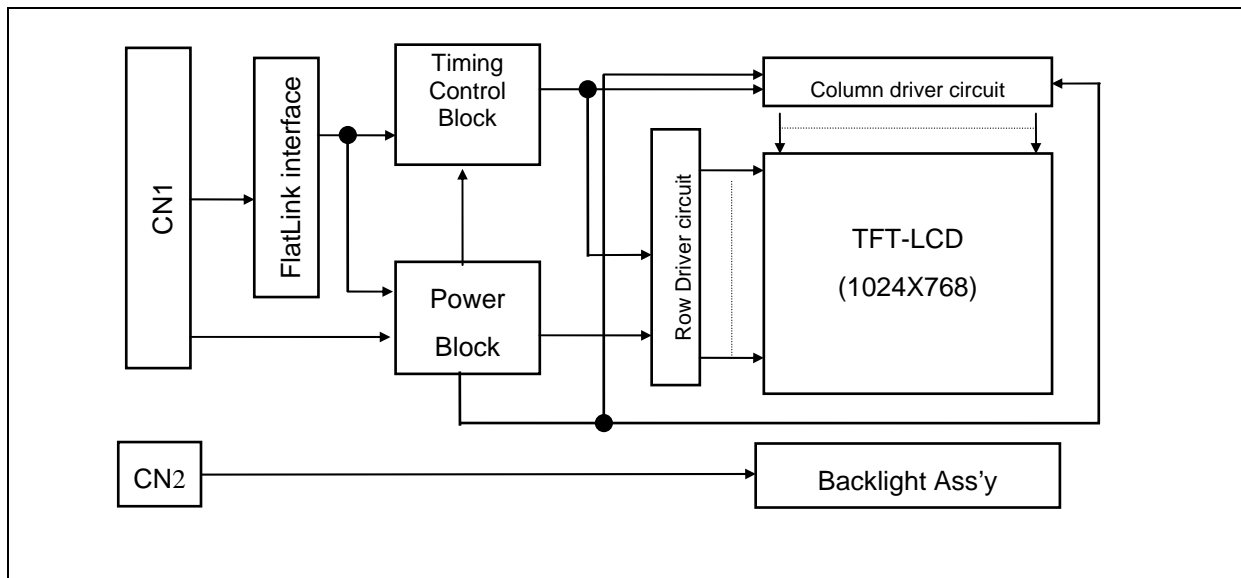 CN1
FlatLink interface
Timing
Control
Block
Power
Block
Row Driver circuit
Column driver circuit
TFT-LCD
(1024X768)
CN2
Backlight Ass'y